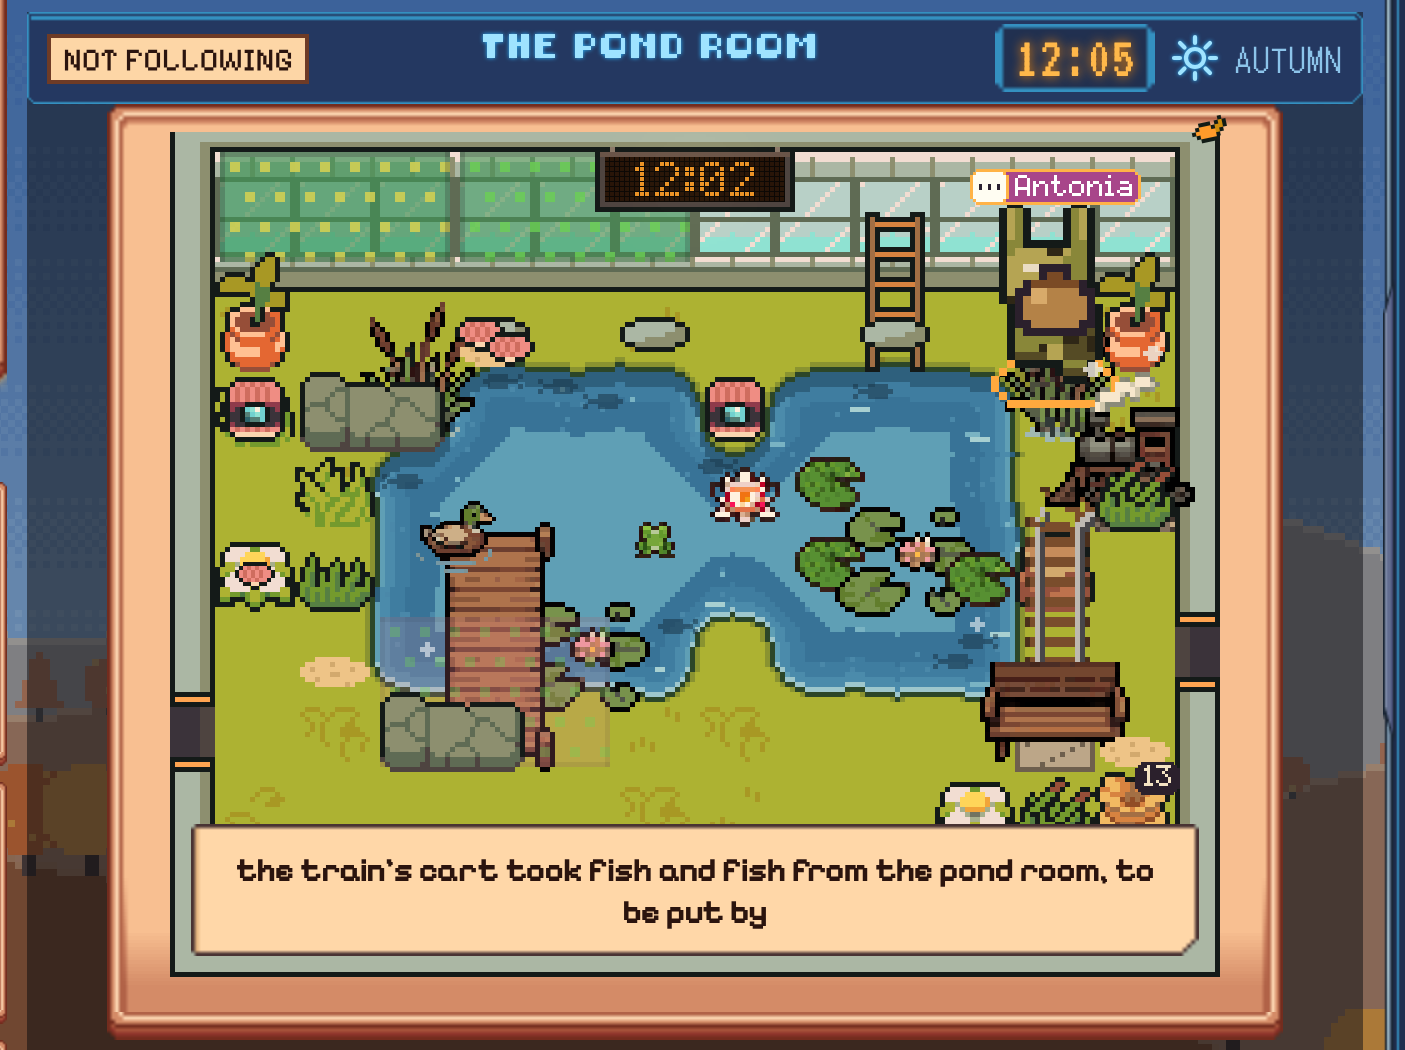 NOT FOLLOWING
THE POND ROOM
12:05
AUTUMN
12:02
... Antonia
13
the train's cart took fish and fish from the pond room, to
be put by